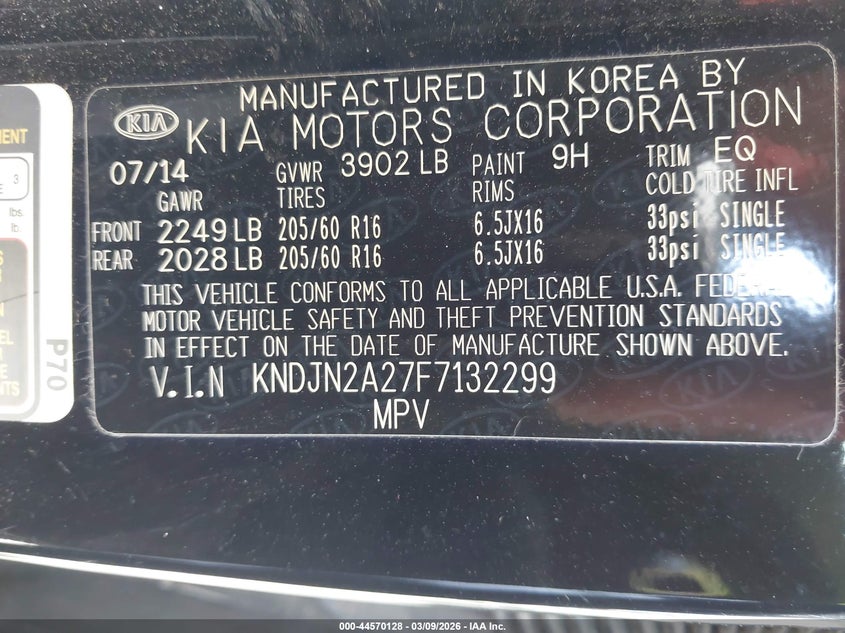 MANUFACTURED IN KOREA BY
KIA KIA MOTORS CORPORATION
07/14 GVWR 3902 LB PAINT 9H TRIM EQ
GAWR TIRES RIMS COLD TIRE INFL
FRONT 2249 LB 205/60 R16 6.5JX16 33psi SINGLE
REAR 2028 LB 205/60 R16 6.5JX16 33psi SINGLE
THIS VEHICLE CONFORMS TO ALL APPLICABLE U.S.A. FEDERAL
MOTOR VEHICLE SAFETY AND THEFT PREVENTION STANDARDS
IN EFFECT ON THE DATE OF MANUFACTURE SHOWN ABOVE.
V.I.N KNDJN2A27F7132299
MPV
P70
3
lbs.
lb.
000-44570128 - 03/09/2026 - IAA Inc.